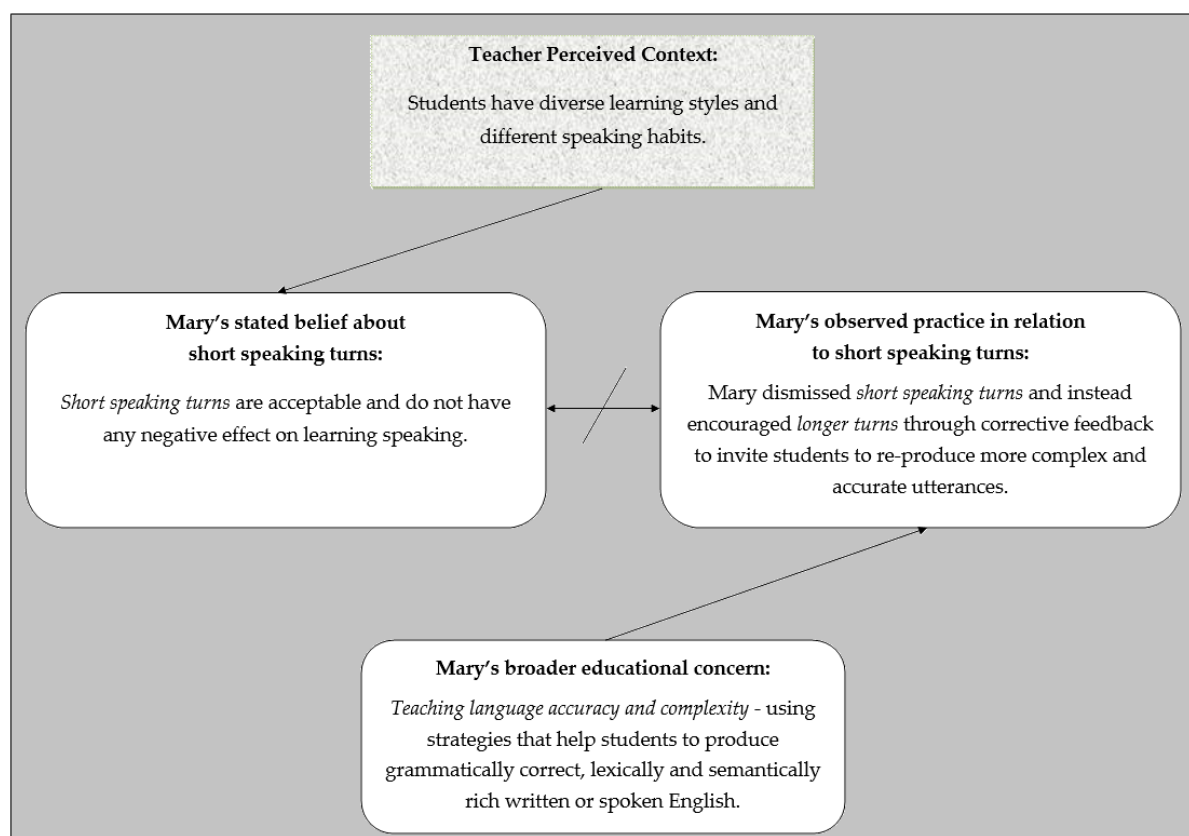 Teacher Perceived Context:
Students have diverse learning styles and
different speaking habits.
Mary’s stated belief about
short speaking turns:
Short speaking turns are acceptable and do not have
any negative effect on learning speaking.
Mary’s observed practice in relation
to short speaking turns:
Mary dismissed short speaking turns and instead
encouraged longer turns through corrective feedback
to invite students to re-produce more complex and
accurate utterances.
Mary’s broader educational concern:
Teaching language accuracy and complexity - using
strategies that help students to produce
grammatically correct, lexically and semantically
rich written or spoken English.